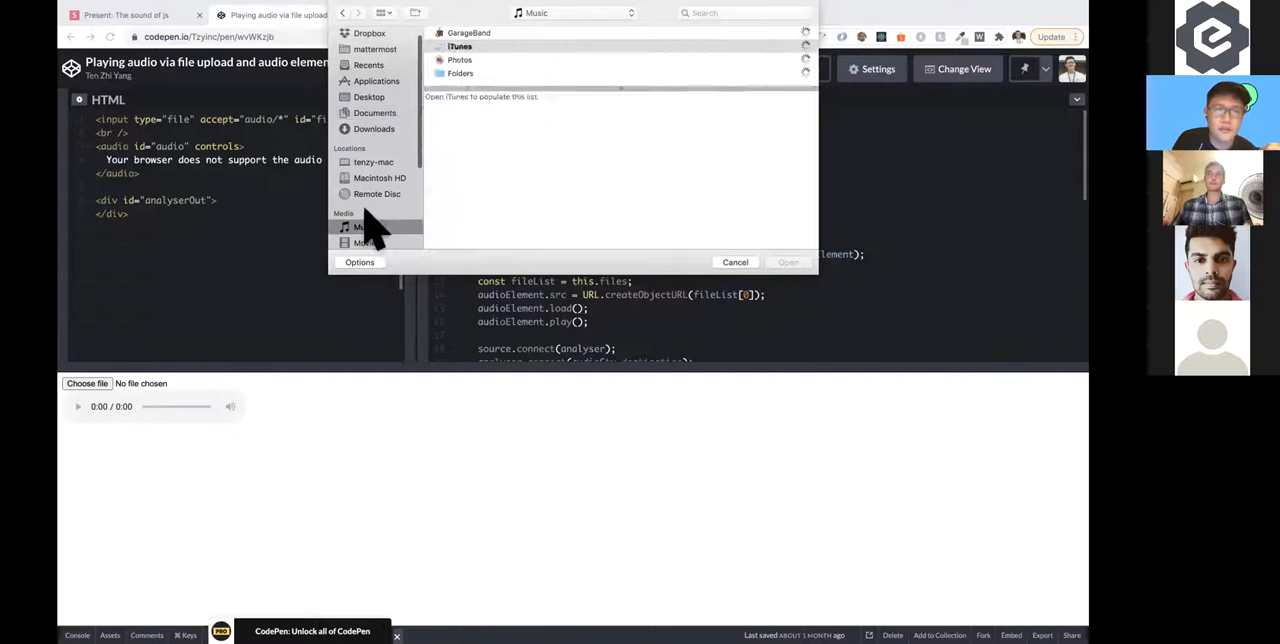 Present: The sound of js
Playing audio via file upload
codepen.io/Tzyinc/pen/wvWKzjb
Update
Playing audio via file upload and audio elemen
Ten Zhi Yang
Settings
Change View
HTML
<input type="file" accept="audio/*" id="fi
<br />
<audio id="audio" controls>
Your browser does not support the audio
</audio>
<div id="analyserOut">
</div>
Music
Search
Dropbox
mattermost
Recents
Applications
Desktop
Documents
Downloads
Locations
tenzy-mac
Macintosh HD
Remote Disc
Media
Movie
GarageBand
iTunes
Photos
Folders
Open iTunes to populate this list.
Options
Cancel
Open
lement);
const fileList = this.files;
audioElement.src = URL.createObjectURL(fileList[0]);
audioElement.load();
audioElement.play();
source.connect(analyser);
Choose file No file chosen
0:00 / 0:00
Console
Assets
Comments
⌘ Keys
PRO
CodePen: Unlock all of CodePen
Last saved ABOUT 1 MONTH ago
Delete
Add to Collection
Fork
Embed
Export
Share